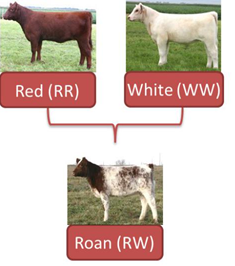 Red (RR)
White (WW)
Roan (RW)